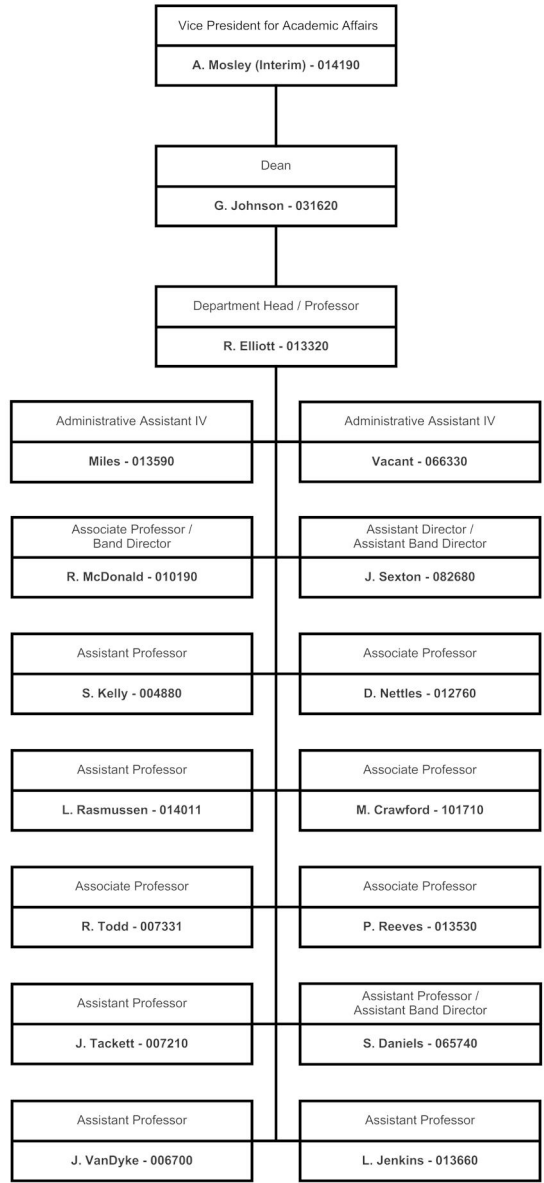 Vice President for Academic Affairs
A. Mosley (Interim) - 014190
Dean
G. Johnson - 031620
Department Head / Professor
R. Elliott - 013320
Administrative Assistant IV
Miles - 013590
Administrative Assistant IV
Vacant - 066330
Associate Professor /
Band Director
R. McDonald - 010190
Assistant Director /
Assistant Band Director
J. Sexton - 082680
Assistant Professor
S. Kelly - 004880
Associate Professor
D. Nettles - 012760
Assistant Professor
L. Rasmussen - 014011
Associate Professor
M. Crawford - 101710
Associate Professor
R. Todd - 007331
Associate Professor
P. Reeves - 013530
Assistant Professor
J. Tackett - 007210
Assistant Professor /
Assistant Band Director
S. Daniels - 065740
Assistant Professor
J. VanDyke - 006700
Assistant Professor
L. Jenkins - 013660